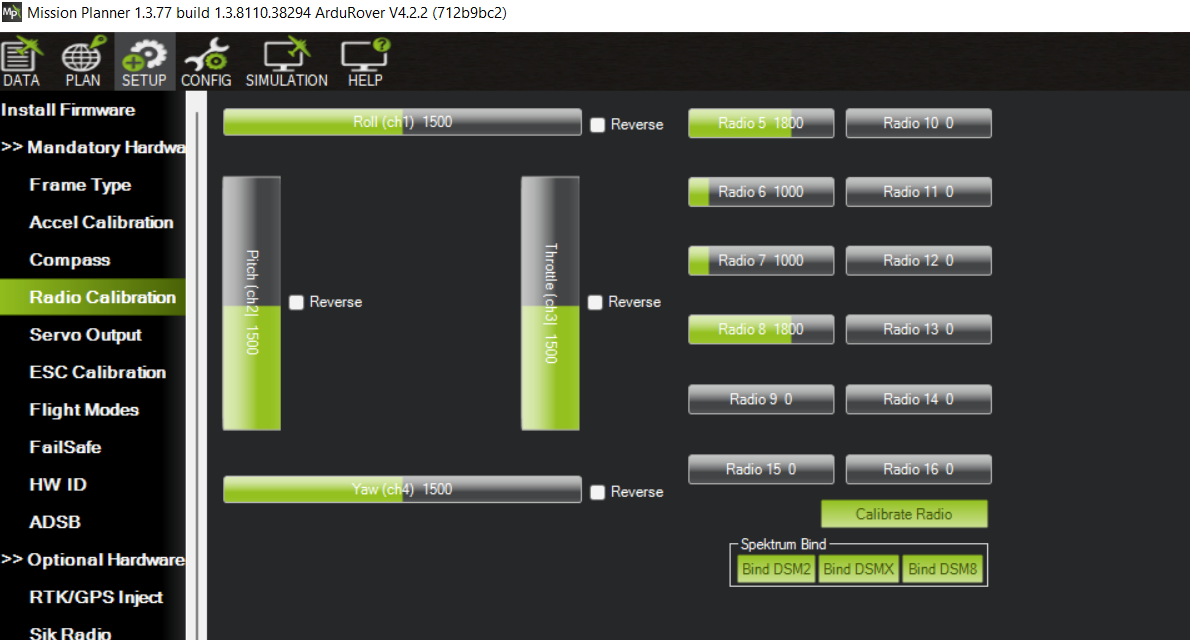 Mp
Mission Planner 1.3.77 build 1.3.8110.38294 ArduRover V4.2.2 (712b9bc2)
DATA
PLAN
SETUP
CONFIG
SIMULATION
HELP
Install Firmware
>> Mandatory Hardwa
Frame Type
Accel Calibration
Compass
Radio Calibration
Servo Output
ESC Calibration
Flight Modes
FailSafe
HW ID
ADSB
>> Optional Hardware
RTK/GPS Inject
Sik Radio
Roll (ch1) 1500
Reverse
Pitch (ch2) 1500
Reverse
Throttle (ch3) 1500
Reverse
Yaw (ch4) 1500
Reverse
Radio 5 1800
Radio 10 0
Radio 6 1000
Radio 11 0
Radio 7 1000
Radio 12 0
Radio 8 1800
Radio 13 0
Radio 9 0
Radio 14 0
Radio 15 0
Radio 16 0
Calibrate Radio
Spektrum Bind
Bind DSM2
Bind DSMX
Bind DSM8